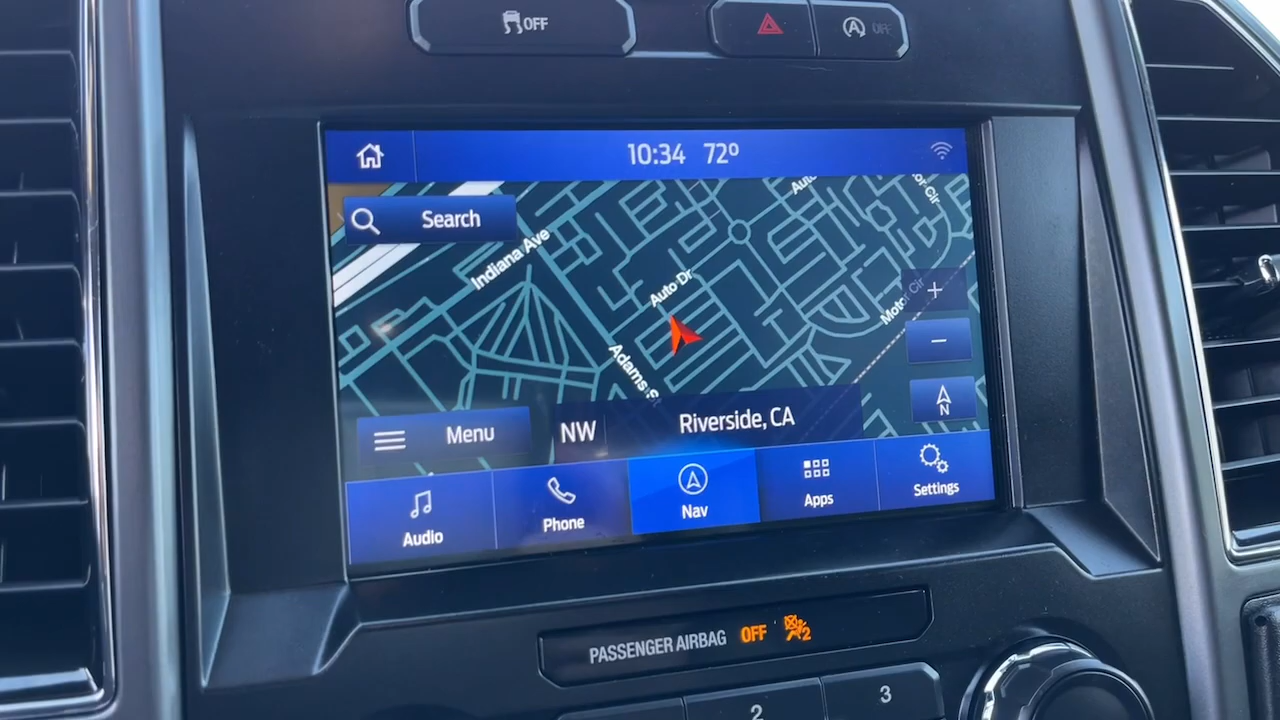 OFF
A OFF
10:34 72°
Search
Indiana Ave
Auto Dr
Adams St
Motor Cir
Menu
NW
Riverside, CA
N
Audio
Phone
Nav
Apps
Settings
PASSENGER AIRBAG OFF 2
2
3